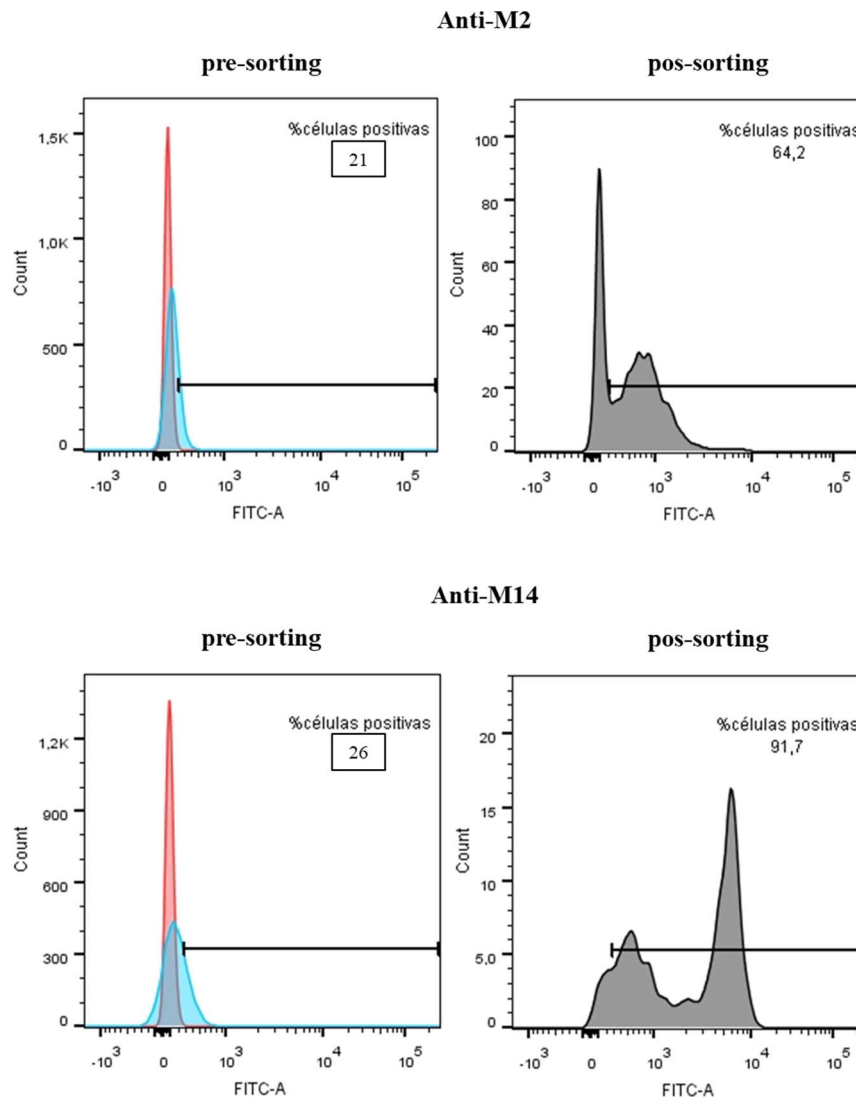 Anti-M2
pre-sorting
pos-sorting
%células positivas
21
1,5K
1,0K
500
0
Count
-10³ 0 10³ 10⁴ 10⁵
FITC-A
%células positivas
64,2
100
80
60
40
20
0
Count
-10³ 0 10³ 10⁴ 10⁵
FITC-A
Anti-M14
pre-sorting
pos-sorting
%células positivas
26
1,2K
900
600
300
0
Count
-10³ 0 10³ 10⁴ 10⁵
FITC-A
%células positivas
91,7
20
15
10
5,0
0
Count
-10³ 0 10³ 10⁴ 10⁵
FITC-A